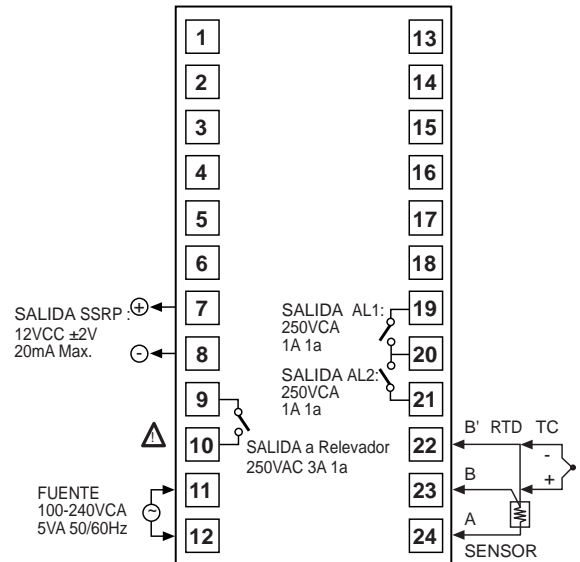 1
13
2
14
3
15
4
16
5
17
6
18
SALIDA SSRP :
12VCC ±2V
20mA Max.
+
-
7
8
SALIDA AL1:
250VCA
1A 1a
19
20
SALIDA AL2:
250VCA
1A 1a
21
9
10
SALIDA a Relevador
250VAC 3A 1a
FUENTE
100-240VCA
5VA 50/60Hz
~
11
12
22
23
24
B' RTD TC
-
+
B
A
SENSOR
!